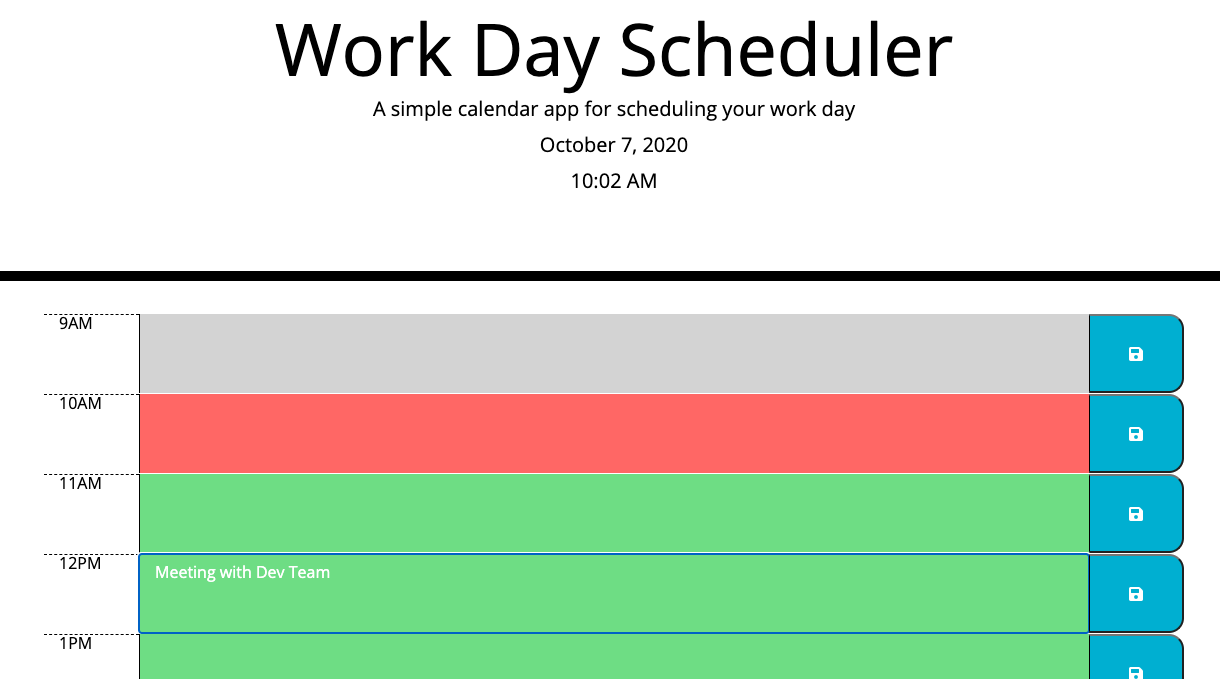 Work Day Scheduler
A simple calendar app for scheduling your work day
October 7, 2020
10:02 AM
9AM
10AM
11AM
12PM
Meeting with Dev Team
1PM